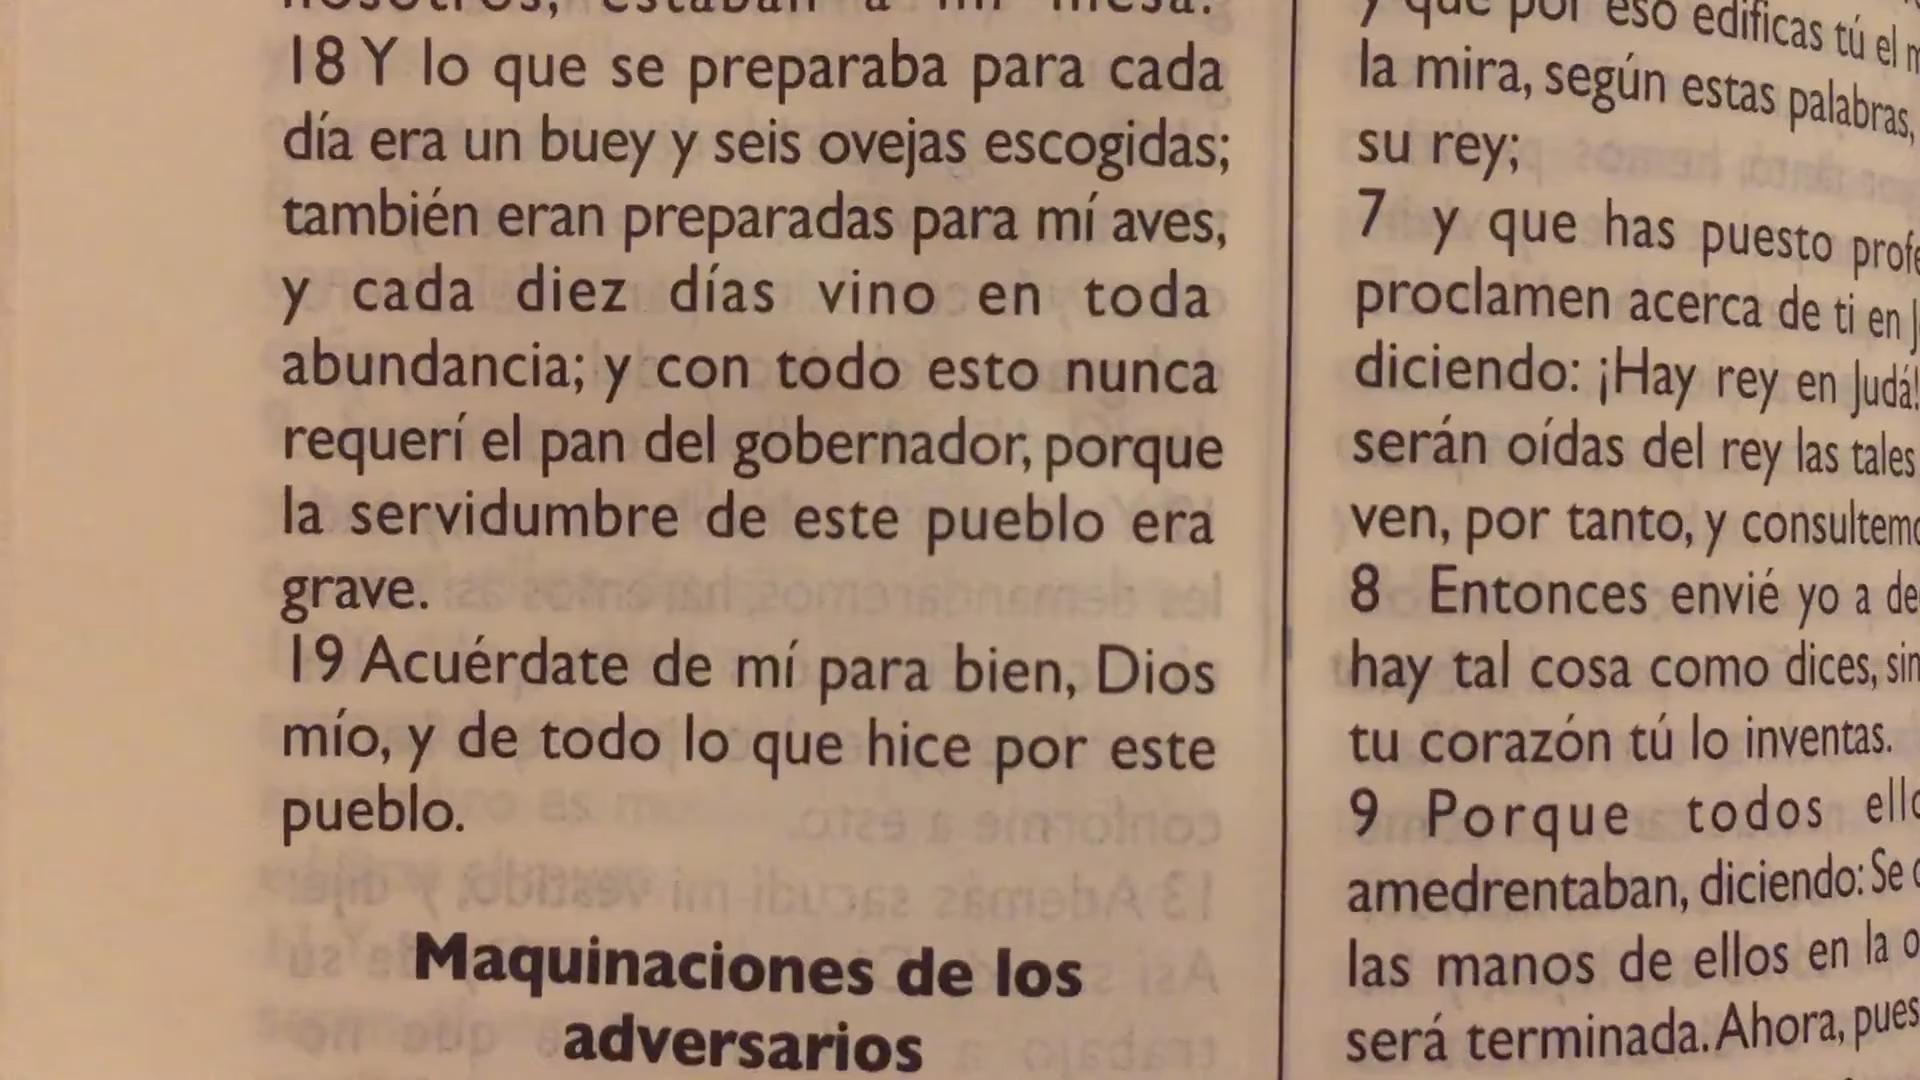 nosotros, estaban a mi mesa.
18 Y lo que se preparaba para cada
día era un buey y seis ovejas escogidas;
también eran preparadas para mí aves,
y cada diez días vino en toda
abundancia; y con todo esto nunca
requerí el pan del gobernador, porque
la servidumbre de este pueblo era
grave.
19 Acuérdate de mí para bien, Dios
mío, y de todo lo que hice por este
pueblo.
Maquinaciones de los
adversarios
y que por eso edificas tú el
la mira, según estas palabras,
su rey;
7 y que has puesto
proclamen acerca de ti en
diciendo: ¡Hay rey en Judá!
serán oídas del rey las tales
ven, por tanto, y
8 Entonces envié yo a
hay tal cosa como dices,
tu corazón tú lo inventas.
9 Porque todos
amedrentaban, diciendo: Se
las manos de ellos en la
será terminada. Ahora, pues